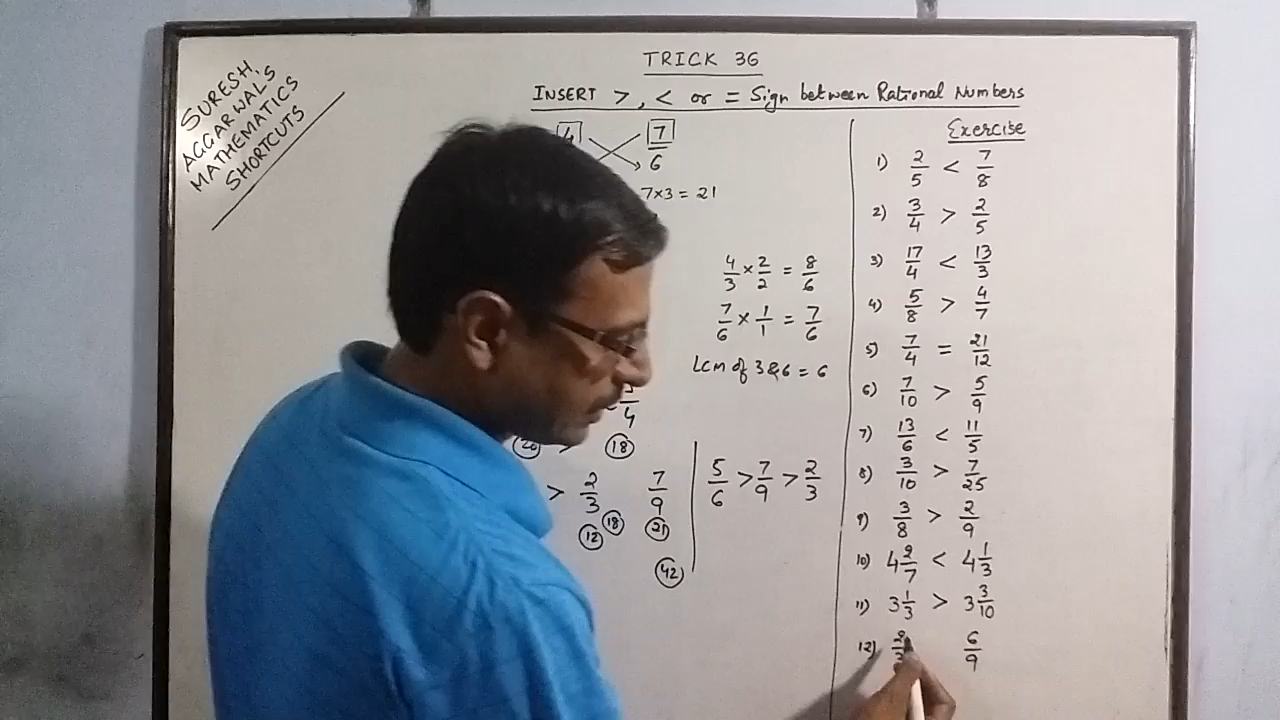 SURESH
AGGARWAL'S
MATHEMATICS
SHORTCUTS
TRICK 36
INSERT >, < or = Sign between Rational Numbers
4 7/6
7x3 = 21
4/3 x 2/2 = 8/6
7/6 x 1/1 = 7/6
LCM of 3 & 6 = 6
4
20 > 18
> 2/3 7/9
12 18 21
42
5/6 > 7/9 > 2/3
Exercise
1) 2/5 < 7/8
2) 3/4 > 2/5
3) 17/4 < 13/3
4) 5/8 > 4/7
5) 7/4 = 21/12
6) 7/10 > 5/9
7) 13/6 < 11/5
8) 3/10 > 7/25
9) 3/8 > 2/9
10) 4 2/7 < 4 1/3
11) 3 1/3 > 3 3/10
12) 6/9